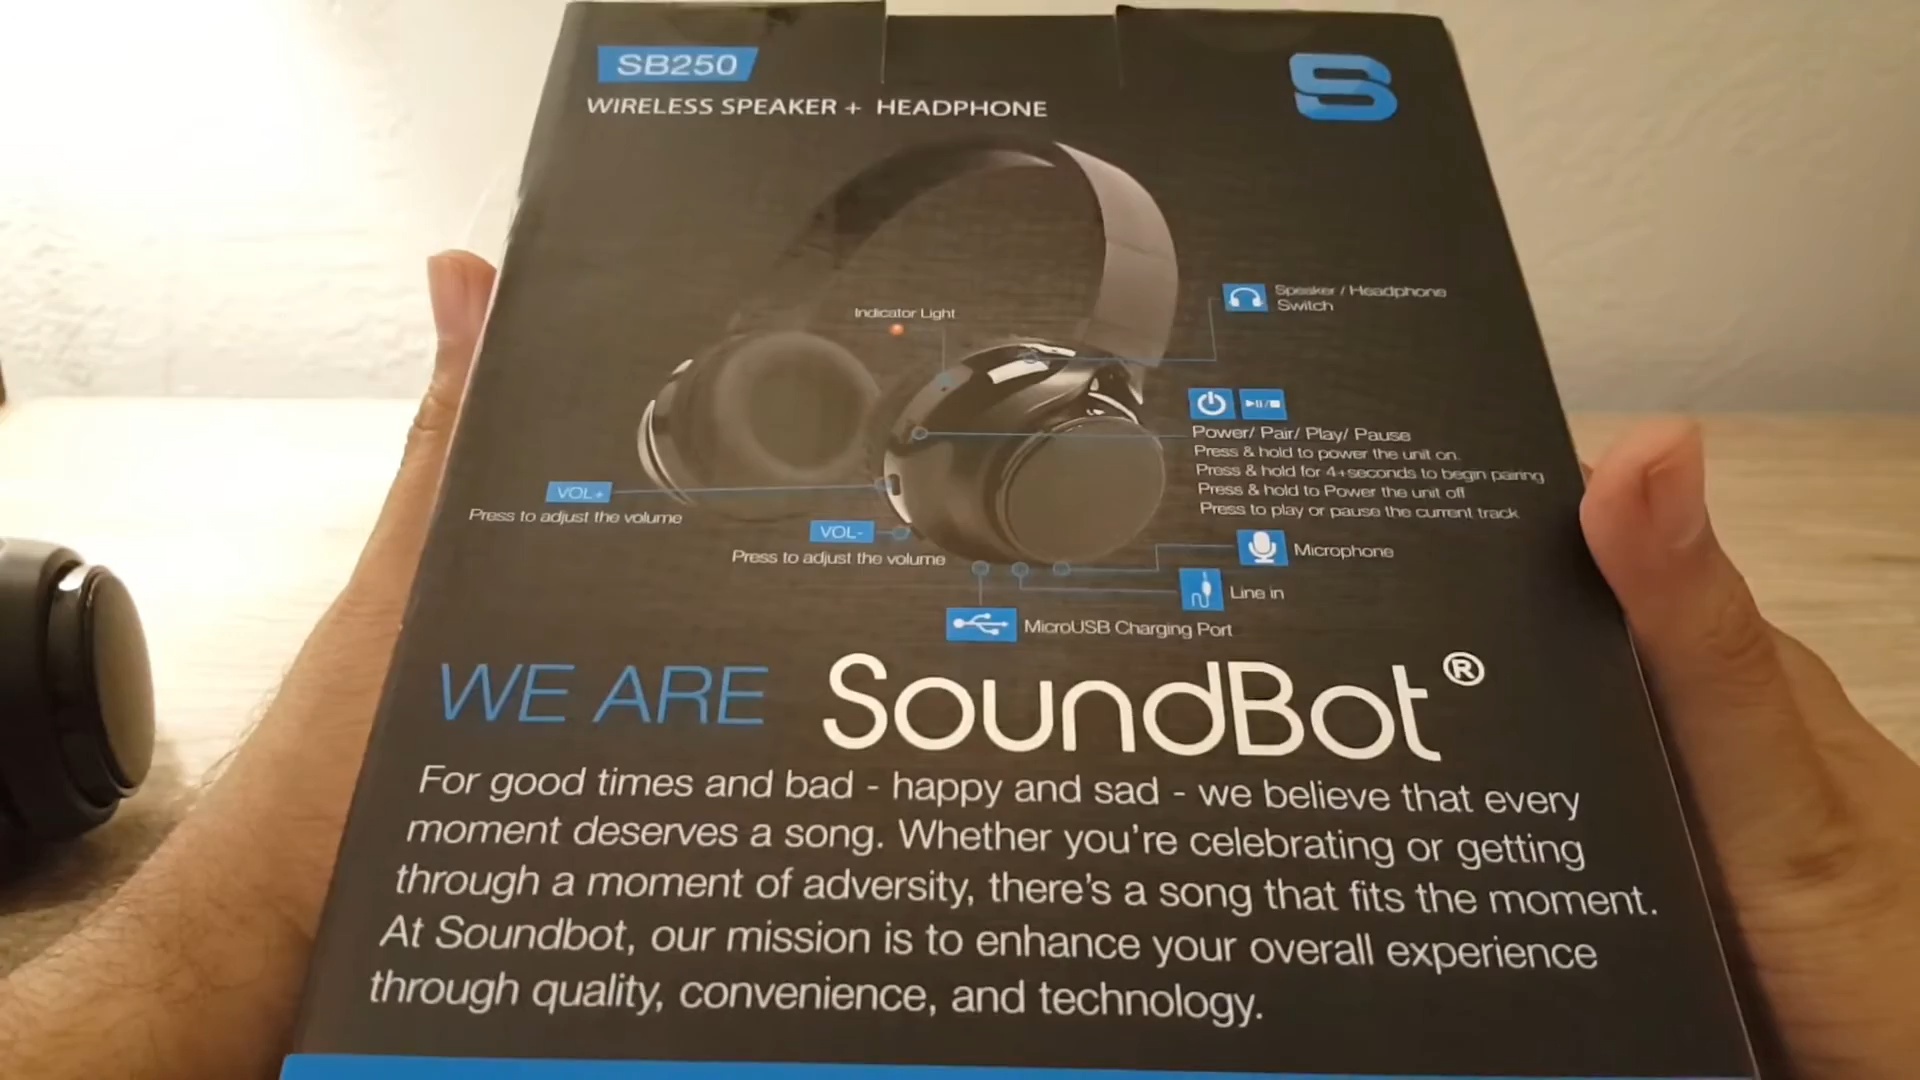 SB250
WIRELESS SPEAKER + HEADPHONE
Indicator Light
Speaker / Headphone
Switch
Power/ Pair/ Play/ Pause
Press & hold to power the unit on.
Press & hold for 4+seconds to begin pairing
Press & hold to Power the unit off
Press to play or pause the current track
VOL+
Press to adjust the volume
VOL-
Press to adjust the volume
Microphone
Line in
MicroUSB Charging Port
WE ARE SoundBot®
For good times and bad - happy and sad - we believe that every
moment deserves a song. Whether you're celebrating or getting
through a moment of adversity, there's a song that fits the moment.
At Soundbot, our mission is to enhance your overall experience
through quality, convenience, and technology.